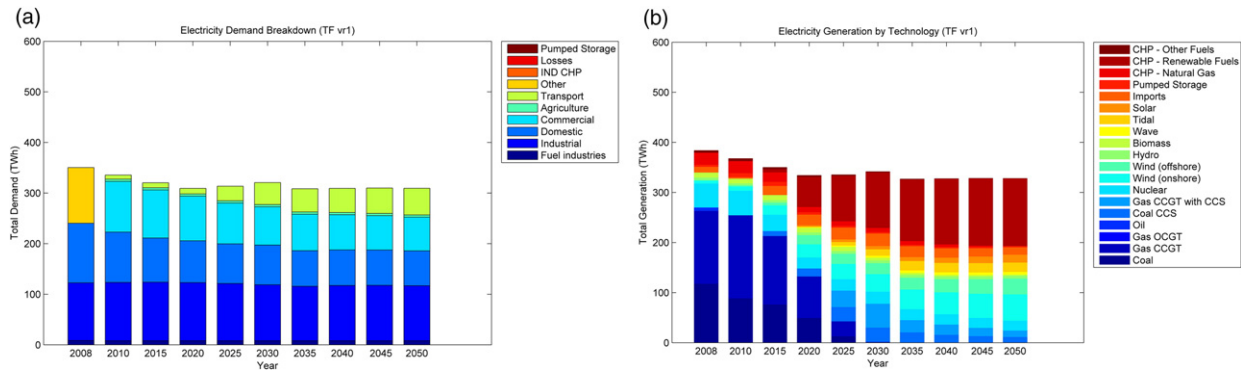 (a)
Electricity Demand Breakdown (TF vr1)
Total Demand (TWh)
600
500
400
300
200
100
0
2008 2010 2015 2020 2025 2030 2035 2040 2045 2050
Year
Pumped Storage
Losses
IND CHP
Other
Transport
Agriculture
Commercial
Domestic
Industrial
Fuel industries
(b)
Electricity Generation by Technology (TF vr1)
Total Generation (TWh)
600
500
400
300
200
100
0
2008 2010 2015 2020 2025 2030 2035 2040 2045 2050
Year
CHP - Other Fuels
CHP - Renewable Fuels
CHP - Natural Gas
Pumped Storage
Imports
Solar
Tidal
Wave
Biomass
Hydro
Wind (offshore)
Wind (onshore)
Nuclear
Gas CCGT with CCS
Coal CCS
Oil
Gas OCGT
Gas CCGT
Coal